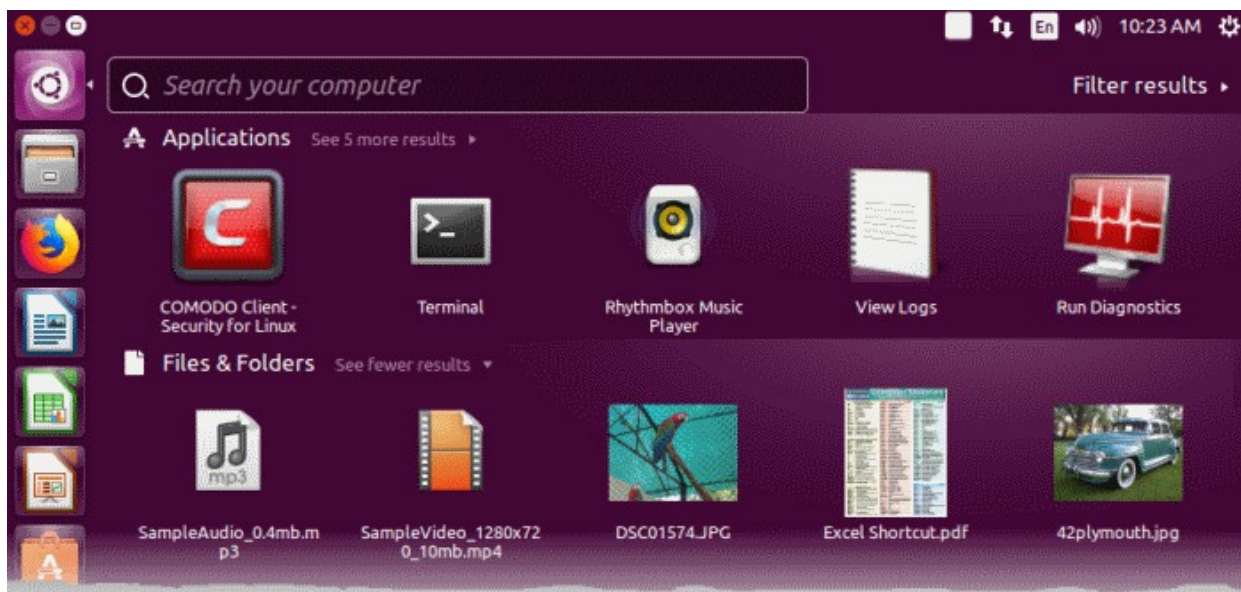 En 10:23 AM
Search your computer
Filter results
Applications See 5 more results
COMODO Client -
Security for Linux
Terminal
Rhythmbox Music
Player
View Logs
Run Diagnostics
Files & Folders See fewer results
mp3
SampleAudio_0.4mb.m
p3
SampleVideo_1280x72
0_10mb.mp4
DSC01574.JPG
Excel Shortcut.pdf
42plymouth.jpg